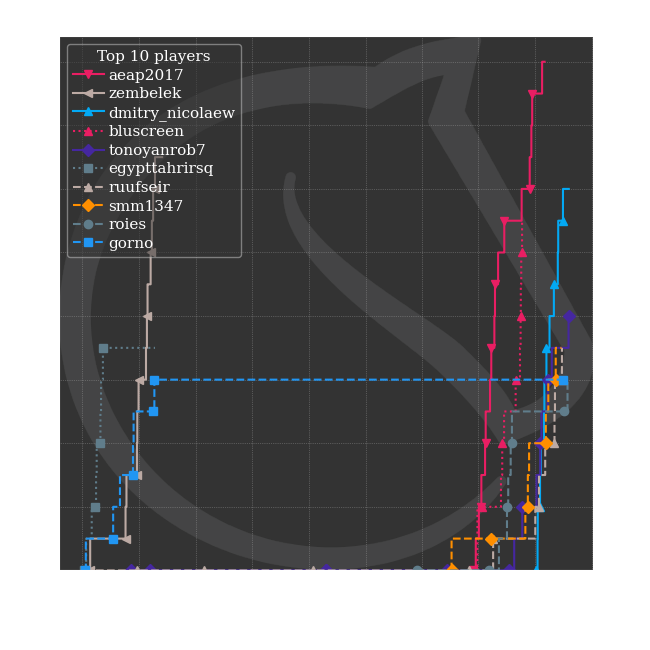 Top 10 players
aeap2017
zembelek
dmitry_nicolaew
bluscreen
tonoyanrob7
egypttahrirsq
ruufseir
smm1347
roies
gorno